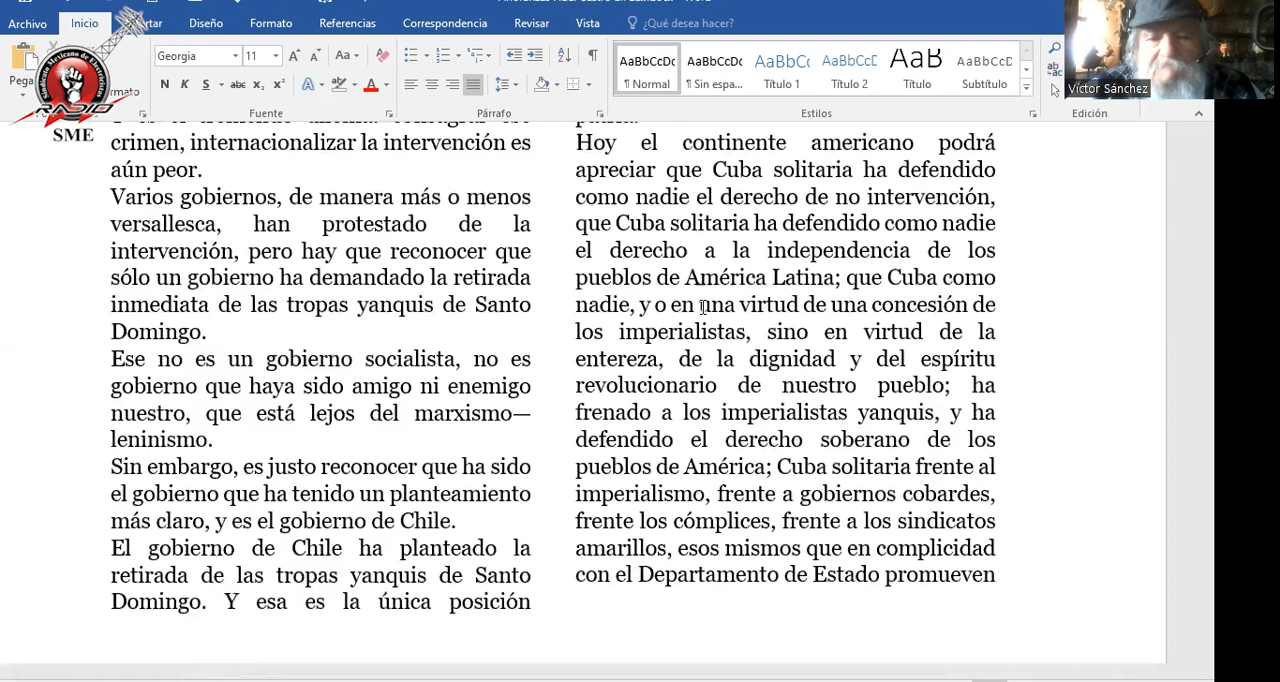 Archivo
Inicio
Diseño
Formato
Referencias
Correspondencia
Revisar
Vista
¿Qué desea hacer?
Georgia
11
Aa
N K S abc x₂ x²
AaBbCcDc
¶ Normal
AaBbCcDc
¶ Sin espa...
AaBbCc
Título 1
AaBbCcD
Título 2
AaB
Título
AaBbCcD
Subtítulo
Fuente
Párrafo
Estilos
Edición
Sindicato Mexicano de Electricistas
RADIO
SME
Víctor Sánchez
crimen, internacionalizar la intervención es
aún peor.
Varios gobiernos, de manera más o menos
versallesca, han protestado de la
intervención, pero hay que reconocer que
sólo un gobierno ha demandado la retirada
inmediata de las tropas yanquis de Santo
Domingo.
Ese no es un gobierno socialista, no es
gobierno que haya sido amigo ni enemigo
nuestro, que está lejos del marxismo—
leninismo.
Sin embargo, es justo reconocer que ha sido
el gobierno que ha tenido un planteamiento
más claro, y es el gobierno de Chile.
El gobierno de Chile ha planteado la
retirada de las tropas yanquis de Santo
Domingo. Y esa es la única posición
Hoy el continente americano podrá
apreciar que Cuba solitaria ha defendido
como nadie el derecho de no intervención,
que Cuba solitaria ha defendido como nadie
el derecho a la independencia de los
pueblos de América Latina; que Cuba como
nadie, y o en una virtud de una concesión de
los imperialistas, sino en virtud de la
entereza, de la dignidad y del espíritu
revolucionario de nuestro pueblo; ha
frenado a los imperialistas yanquis, y ha
defendido el derecho soberano de los
pueblos de América; Cuba solitaria frente al
imperialismo, frente a gobiernos cobardes,
frente los cómplices, frente a los sindicatos
amarillos, esos mismos que en complicidad
con el Departamento de Estado promueven